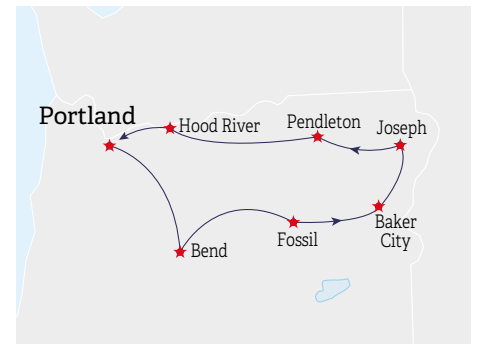 Portland
Hood River
Pendleton
Joseph
Baker
City
Fossil
Bend